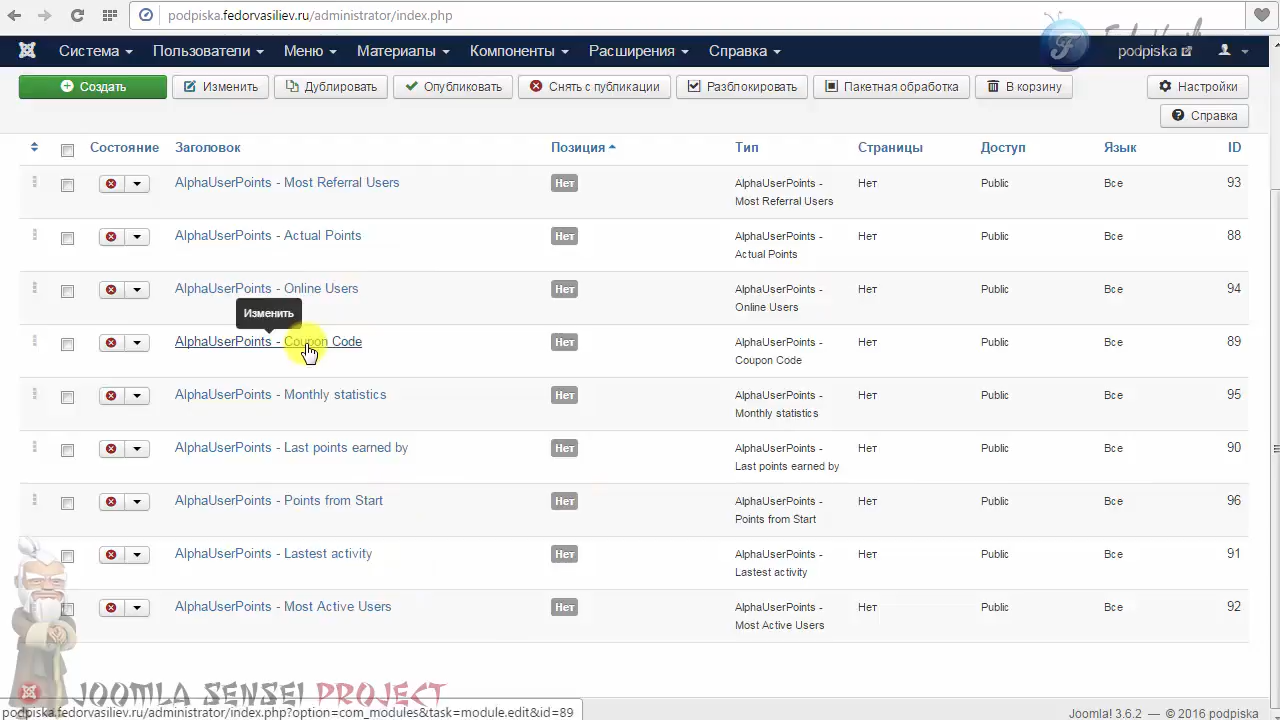 podpiska.fedorvasiliev.ru/administrator/index.php
Система Пользователи Меню Материалы Компоненты Расширения Справка podpiska
Создать Изменить Дублировать Опубликовать Снять с публикации Разблокировать Пакетная обработка В корзину Настройки
Справка
Состояние Заголовок Позиция Тип Страницы Доступ Язык ID
AlphaUserPoints - Most Referral Users Нет AlphaUserPoints - Нет Public Все 93
Most Referral Users
AlphaUserPoints - Actual Points Нет AlphaUserPoints - Нет Public Все 88
Actual Points
AlphaUserPoints - Online Users Нет AlphaUserPoints - Нет Public Все 94
Online Users
Изменить
AlphaUserPoints - Coupon Code Нет AlphaUserPoints - Нет Public Все 89
Coupon Code
AlphaUserPoints - Monthly statistics Нет AlphaUserPoints - Нет Public Все 95
Monthly statistics
AlphaUserPoints - Last points earned by Нет AlphaUserPoints - Нет Public Все 90
Last points earned by
AlphaUserPoints - Points from Start Нет AlphaUserPoints - Нет Public Все 96
Points from Start
AlphaUserPoints - Lastest activity Нет AlphaUserPoints - Нет Public Все 91
Lastest activity
AlphaUserPoints - Most Active Users Нет AlphaUserPoints - Нет Public Все 92
Most Active Users
JOOMLA SENSEI PROJECT
podpiska.fedorvasiliev.ru/administrator/index.php?option=com_modules&task=module.edit&id=89
Joomla! 3.6.2 — © 2016 podpiska